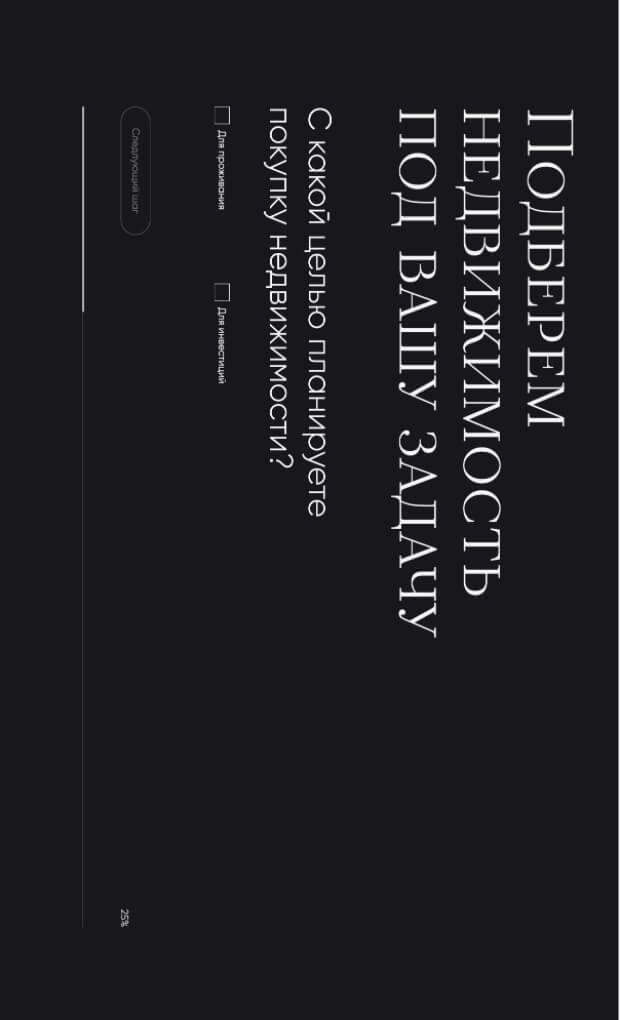 Подберем
недвижимость
под вашу задачу
С какой целью планируете
покупку недвижимости?
Для проживания
Для инвестиций
Следующий шаг
25%